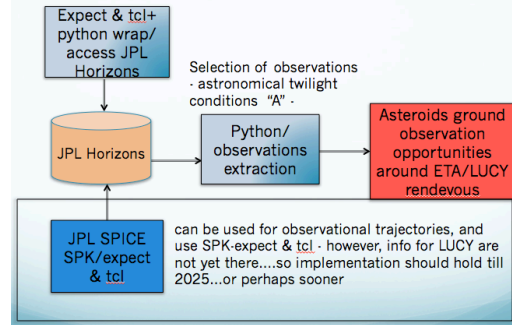 Expect & tcl+
python wrap/
access JPL
Horizons
Selection of observations
- astronomical twilight
conditions "A" -
JPL Horizons
Python/
observations
extraction
Asteroids ground
observation
opportunities
around ETA/LUCY
rendevous
JPL SPICE
SPK/expect
& tcl
can be used for observational trajectories, and
use SPK-expect & tcl - however, info for LUCY are
not yet there....so implementation should hold till
2025...or perhaps sooner